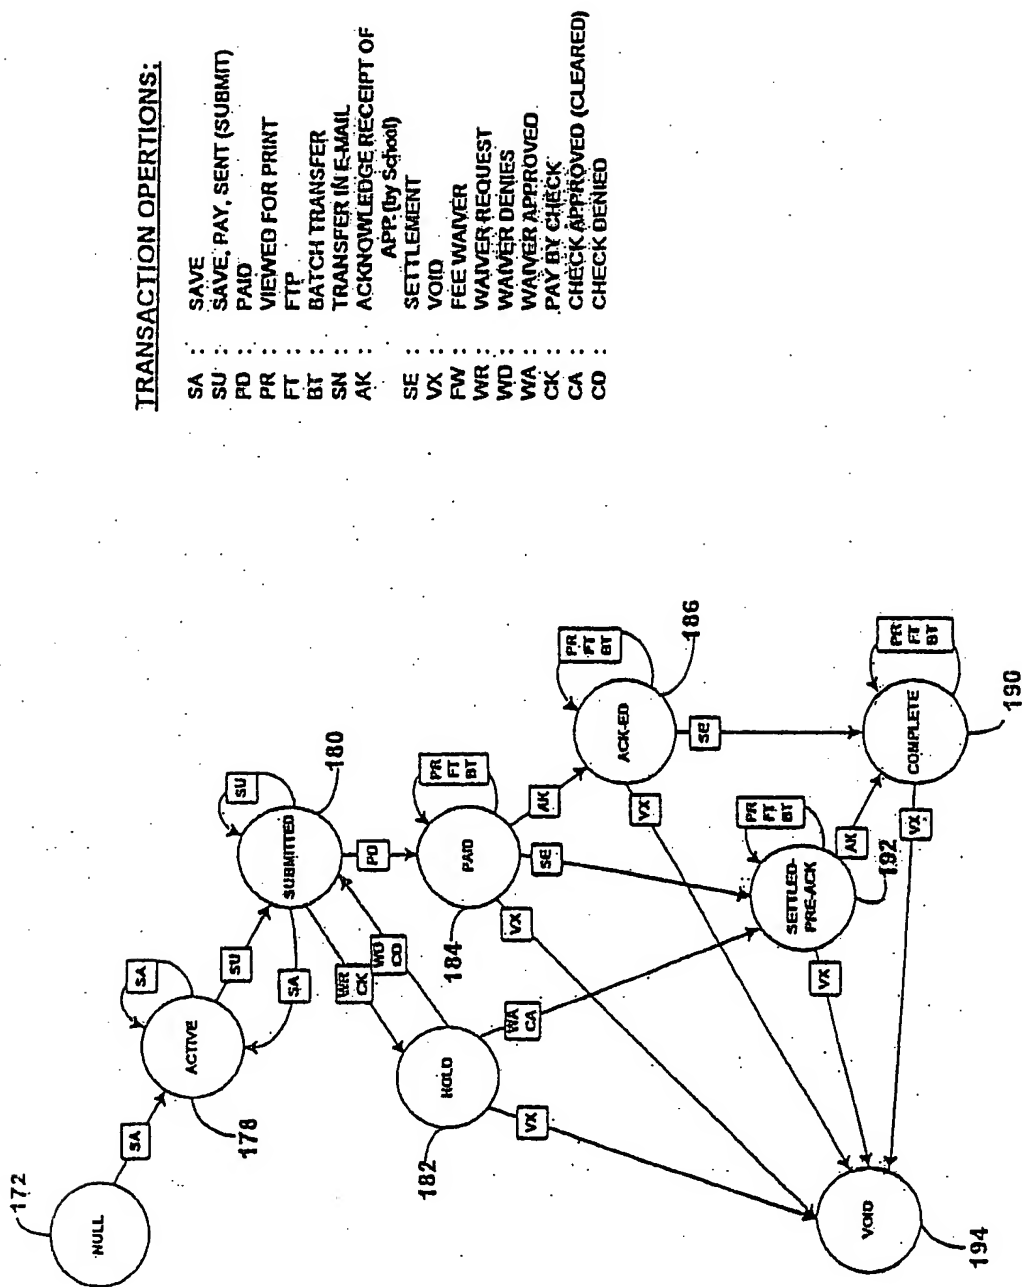 TRANSACTION OPERTIONS:
SA : SAVE
SU : SAVE, PAY, SENT (SUBMIT)
PD : PAID
PR : VIEWED FOR PRINT
FT : FTP
BT : BATCH TRANSFER
SN : TRANSFER IN E-MAIL
AK : ACKNOWLEDGE RECEIPT OF
APP. (by School)
SE : SETTLEMENT
VX : VOID
FW : FEE WAIVER
WR : WAIVER REQUEST
WD : WAIVER DENIES
WA : WAIVER APPROVED
CK : PAY BY CHECK
CA : CHECK APPROVED (CLEARED)
CD : CHECK DENIED
172
NULL
SA
ACTIVE
SA
178
SU
SA
SUBMITTED
SU
180
WR
CK
WD
CD
PD
HOLD
182
PAID
PR
FT
BT
184
VX
WA
CA
VX
SE
AK
ACK-ED
PR
FT
BT
186
VX
SE
SETTLED-
PRE-ACK
PR
FT
BT
192
VX
AK
COMPLETE
PR
FT
BT
190
VX
VOID
194